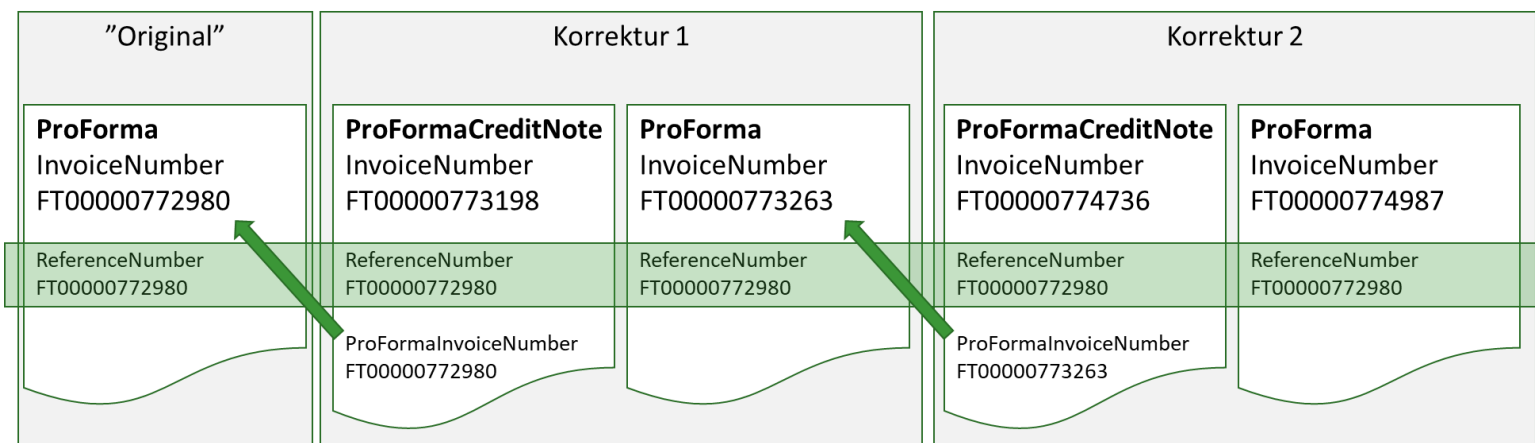 ”Original”
ProForma
InvoiceNumber
FT00000772980
ReferenceNumber
FT00000772980
Korrektur 1
ProFormaCreditNote
InvoiceNumber
FT00000773198
ReferenceNumber
FT00000772980
ProFormaInvoiceNumber
FT00000772980
ProForma
InvoiceNumber
FT00000773263
ReferenceNumber
FT00000772980
Korrektur 2
ProFormaCreditNote
InvoiceNumber
FT00000774736
ReferenceNumber
FT00000772980
ProFormaInvoiceNumber
FT00000773263
ProForma
InvoiceNumber
FT00000774987
ReferenceNumber
FT00000772980